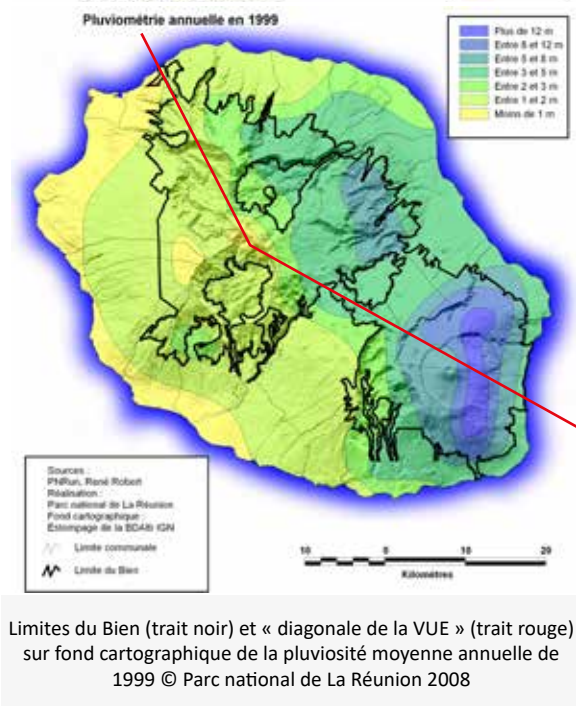 Pluviométrie annuelle en 1999
Plus de 12 m
Entre 8 et 12 m
Entre 5 et 8 m
Entre 3 et 5 m
Entre 2 et 3 m
Entre 1 et 2 m
Moins de 1 m
Sources :
PNRun, René Robert
Réalisation :
Parc national de La Réunion
Fond cartographique :
Estompage de la BDAlti IGN
Limite communale
Limite du Bien
10 0 10 20
Kilomètres
Limites du Bien (trait noir) et « diagonale de la VUE » (trait rouge)
sur fond cartographique de la pluviosité moyenne annuelle de
1999 © Parc national de La Réunion 2008